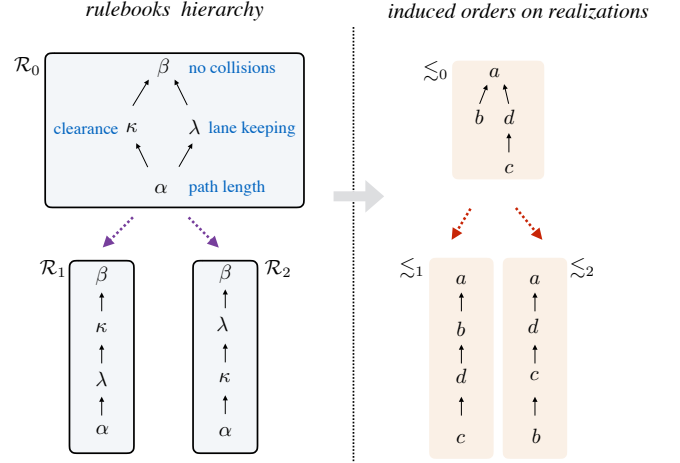 rulebooks hierarchy
R₀
β no collisions
clearance κ λ lane keeping
α path length
R₁
β
κ
λ
α
R₂
β
λ
κ
α
induced orders on realizations
≲₀
a
b d
c
≲₁
a
b
d
c
≲₂
a
d
c
b